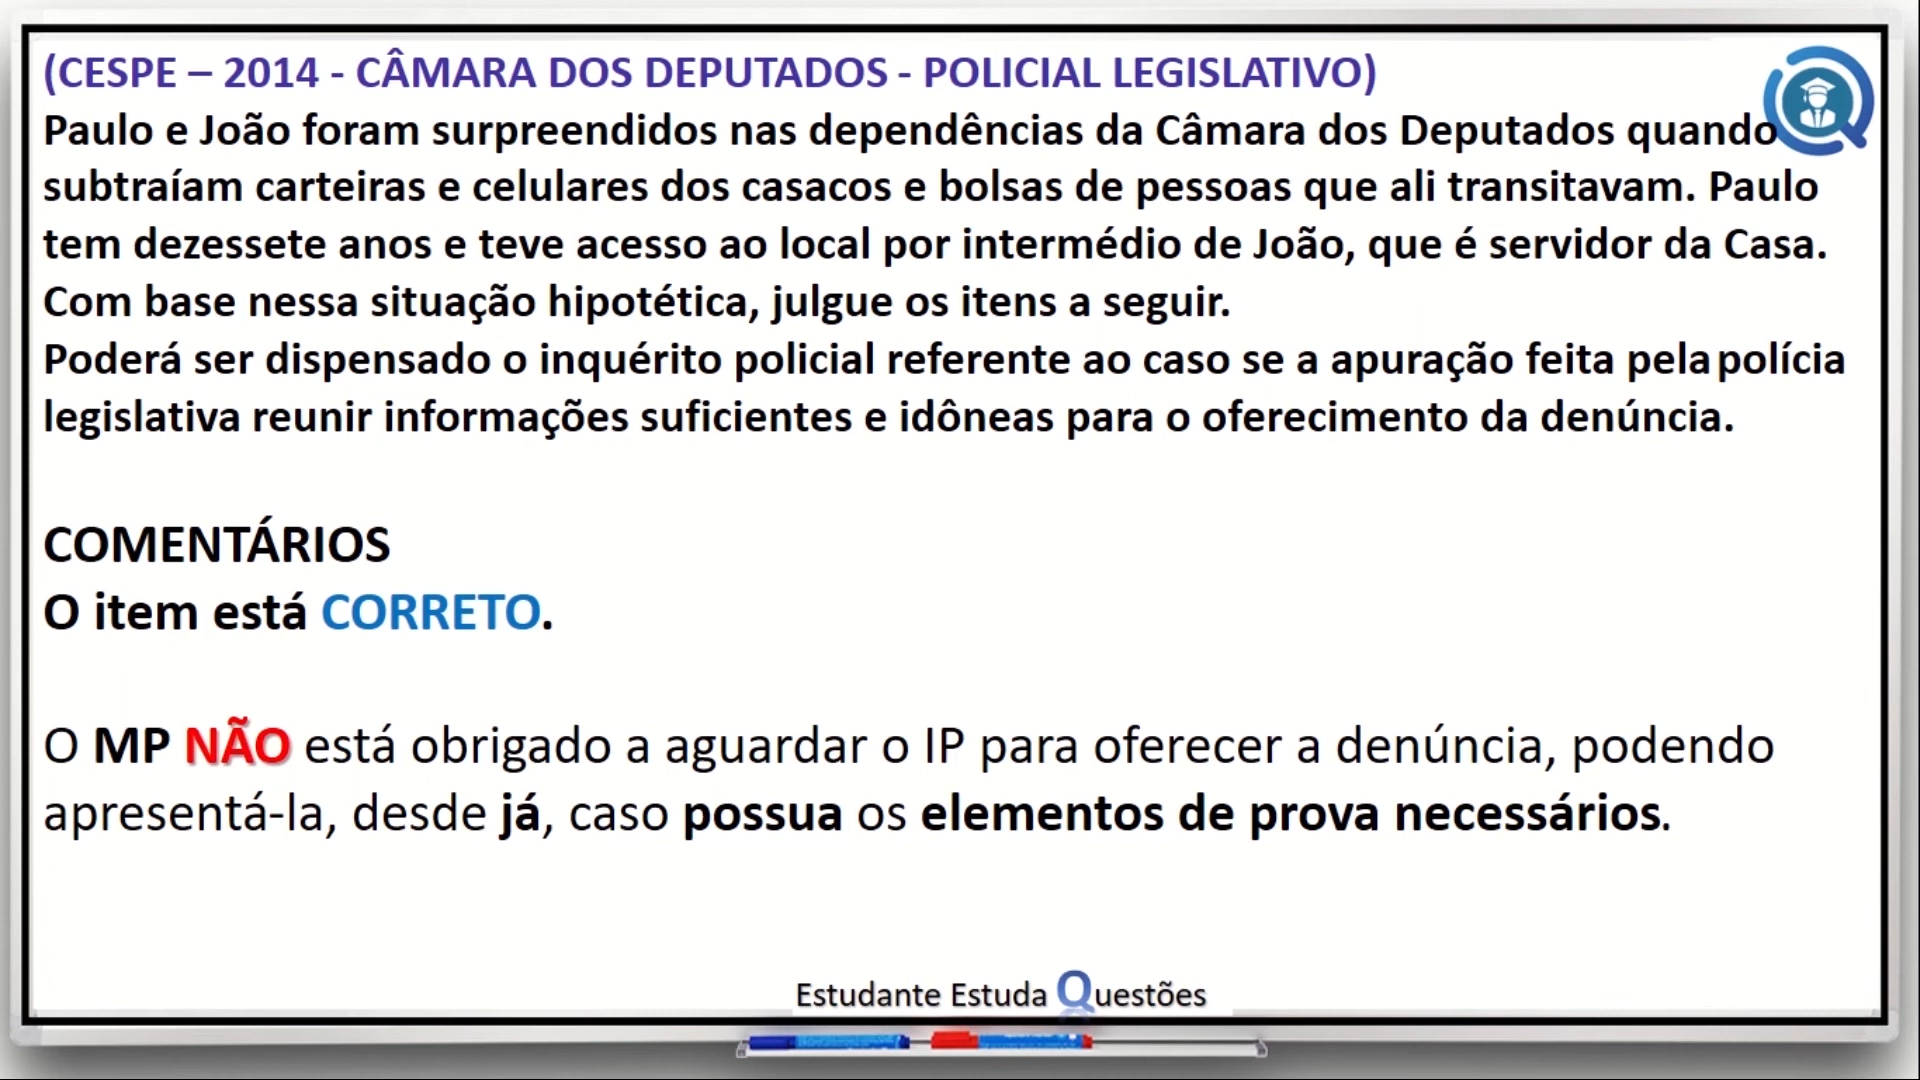 (CESPE – 2014 - CÂMARA DOS DEPUTADOS - POLICIAL LEGISLATIVO)
Paulo e João foram surpreendidos nas dependências da Câmara dos Deputados quando
subtraíam carteiras e celulares dos casacos e bolsas de pessoas que ali transitavam. Paulo
tem dezessete anos e teve acesso ao local por intermédio de João, que é servidor da Casa.
Com base nessa situação hipotética, julgue os itens a seguir.
Poderá ser dispensado o inquérito policial referente ao caso se a apuração feita pela polícia
legislativa reunir informações suficientes e idôneas para o oferecimento da denúncia.
COMENTÁRIOS
O item está CORRETO.
O MP NÃO está obrigado a aguardar o IP para oferecer a denúncia, podendo
apresentá-la, desde já, caso possua os elementos de prova necessários.
Estudante Estuda Questões